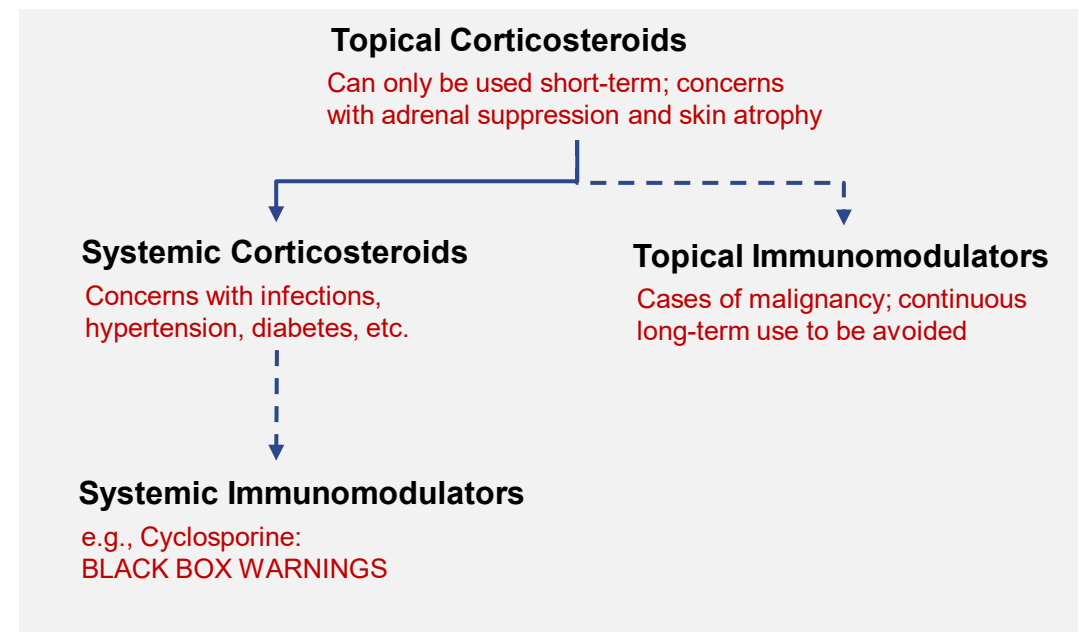 Topical Corticosteroids
Can only be used short-term; concerns
with adrenal suppression and skin atrophy
Systemic Corticosteroids
Concerns with infections,
hypertension, diabetes, etc.
Topical Immunomodulators
Cases of malignancy; continuous
long-term use to be avoided
Systemic Immunomodulators
e.g., Cyclosporine:
BLACK BOX WARNINGS